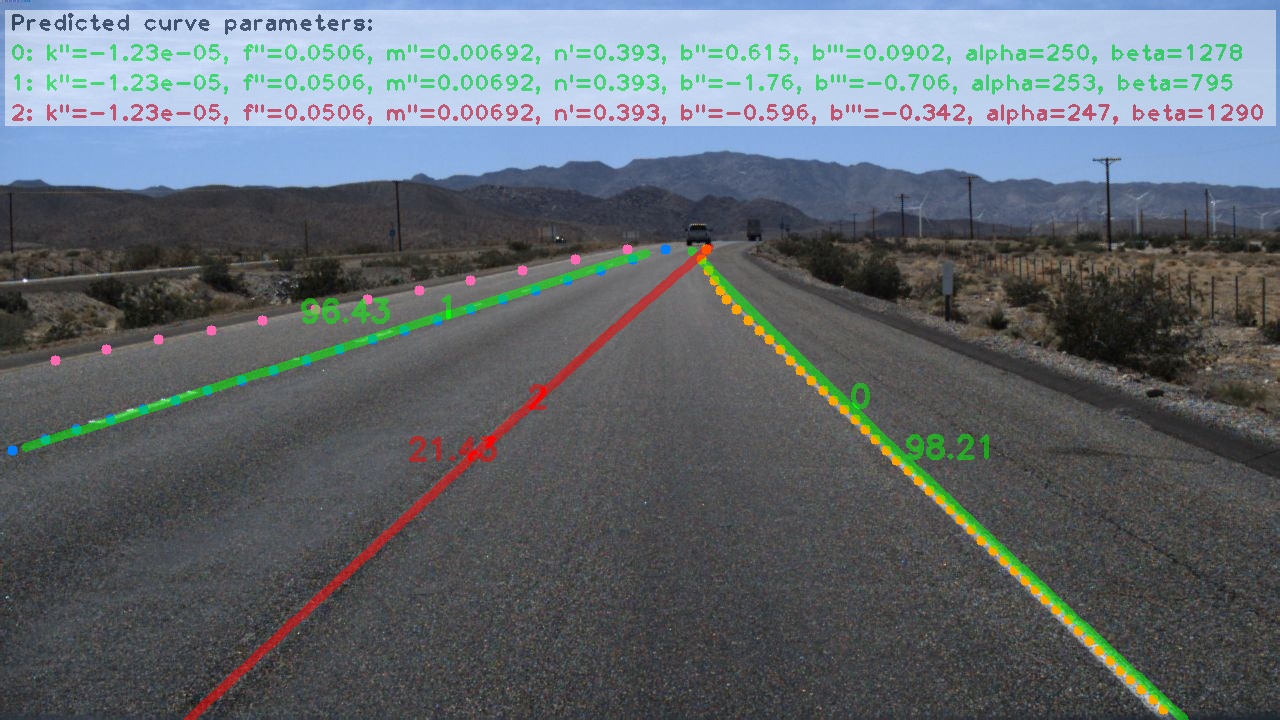 Predicted curve parameters:
0: k''=-1.23e-05, f''=0.0506, m''=0.00692, n'=0.393, b''=0.615, b'''=0.0902, alpha=250, beta=1278
1: k''=-1.23e-05, f''=0.0506, m''=0.00692, n'=0.393, b''=-1.76, b'''=-0.706, alpha=253, beta=795
2: k''=-1.23e-05, f''=0.0506, m''=0.00692, n'=0.393, b''=-0.596, b'''=-0.342, alpha=247, beta=1290
96.43 1
2 0
21.43 98.21